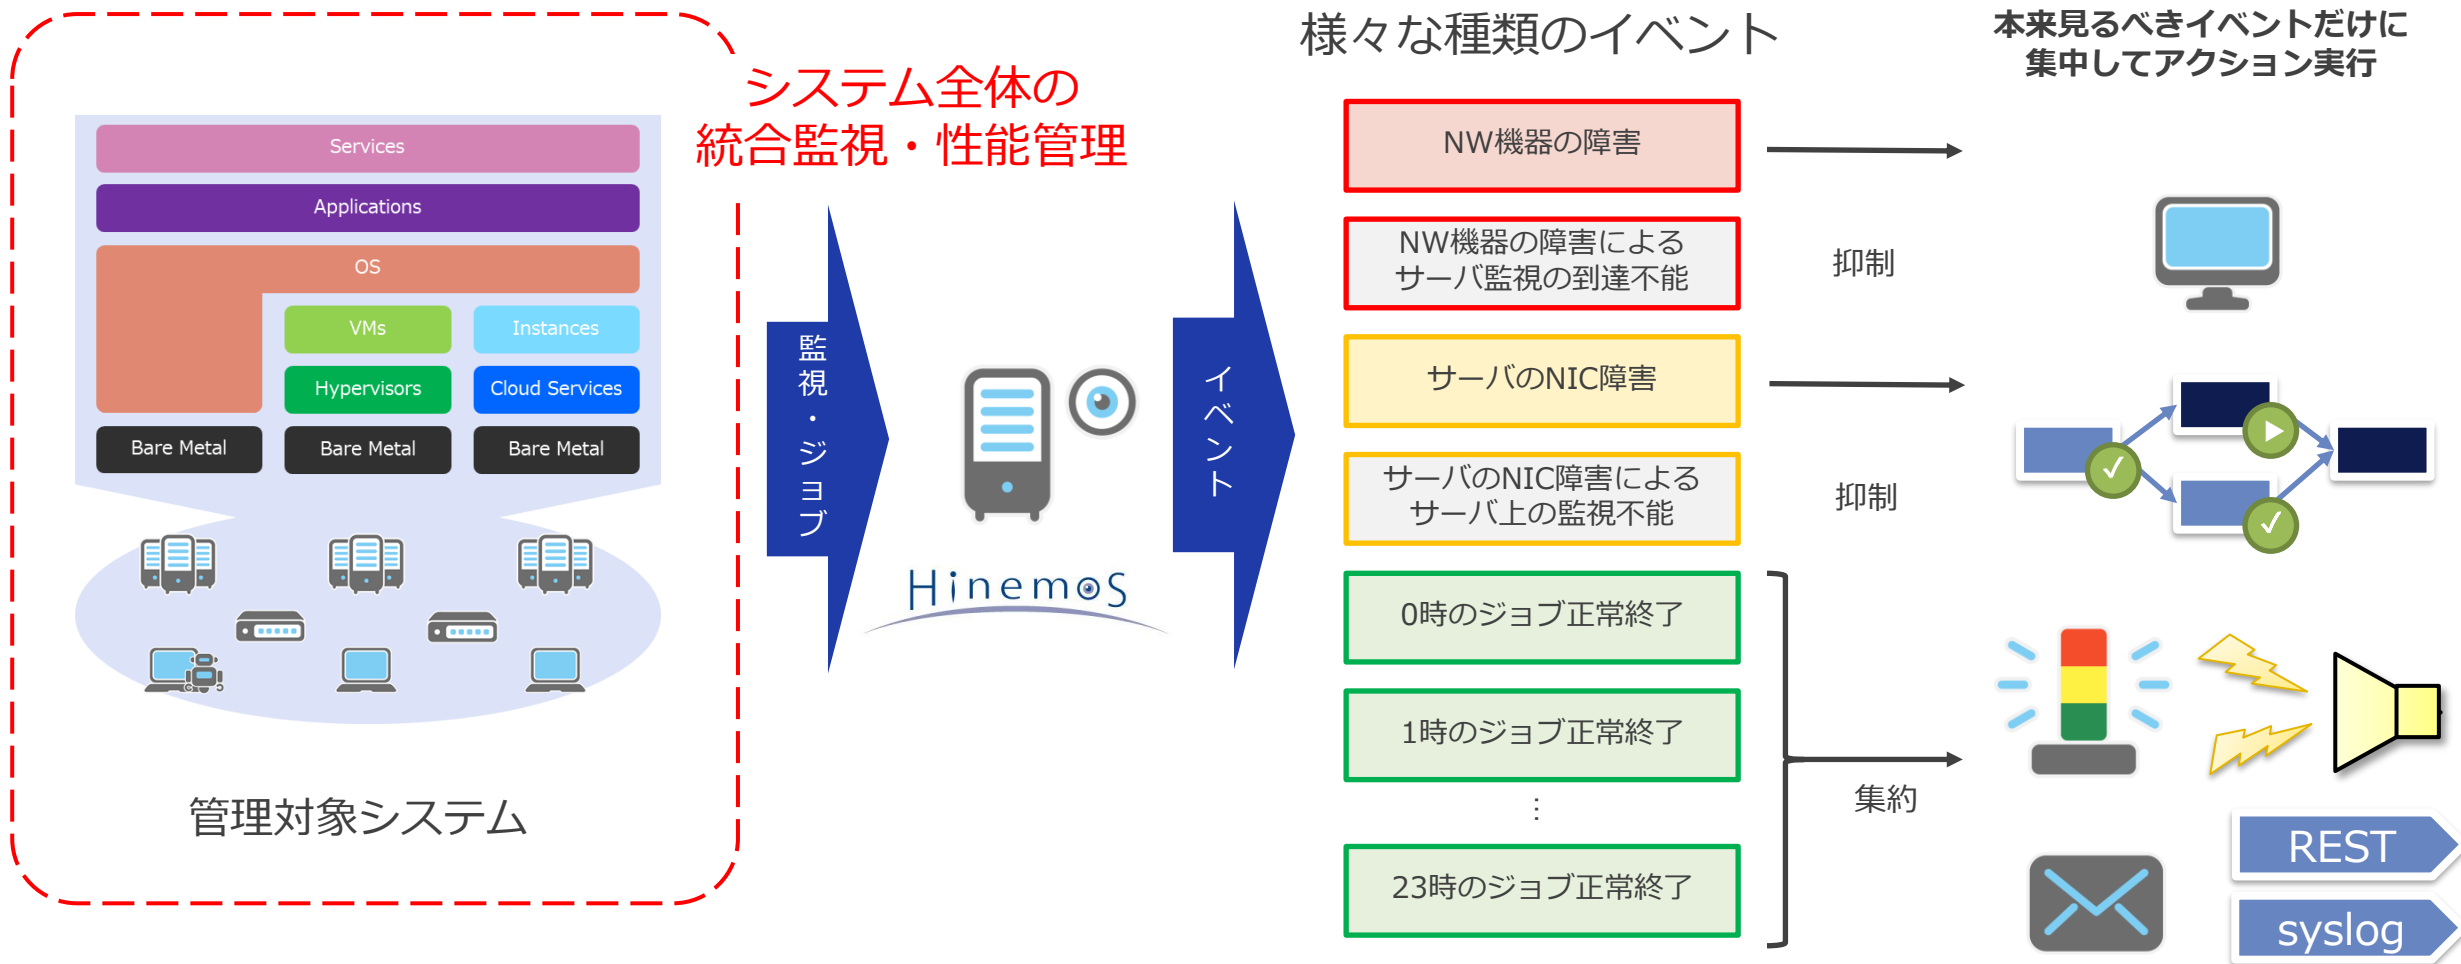 システム全体の
統合監視・性能管理
Services
Applications
OS
VMs
Instances
Hypervisors
Cloud Services
Bare Metal
Bare Metal
Bare Metal
管理対象システム
監視・ジョブ
Hinemos
イベント
様々な種類のイベント
NW機器の障害
NW機器の障害による
サーバ監視の到達不能
サーバのNIC障害
サーバのNIC障害による
サーバ上の監視不能
0時のジョブ正常終了
1時のジョブ正常終了
…
23時のジョブ正常終了
抑制
抑制
集約
本来見るべきイベントだけに
集中してアクション実行
REST
syslog